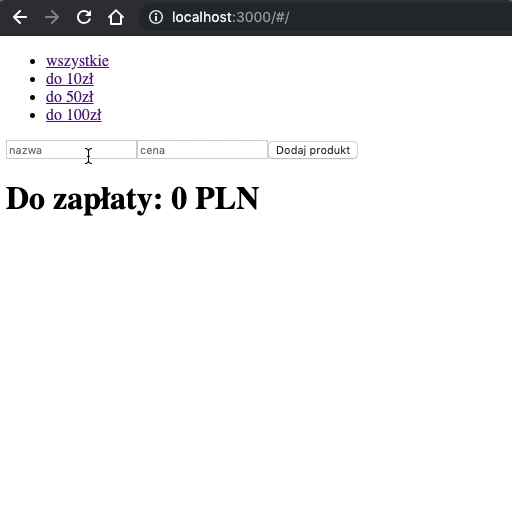 localhost:3000/#/
wszystkie
do 10zł
do 50zł
do 100zł
nazwa cena Dodaj produkt
Do zapłaty: 0 PLN